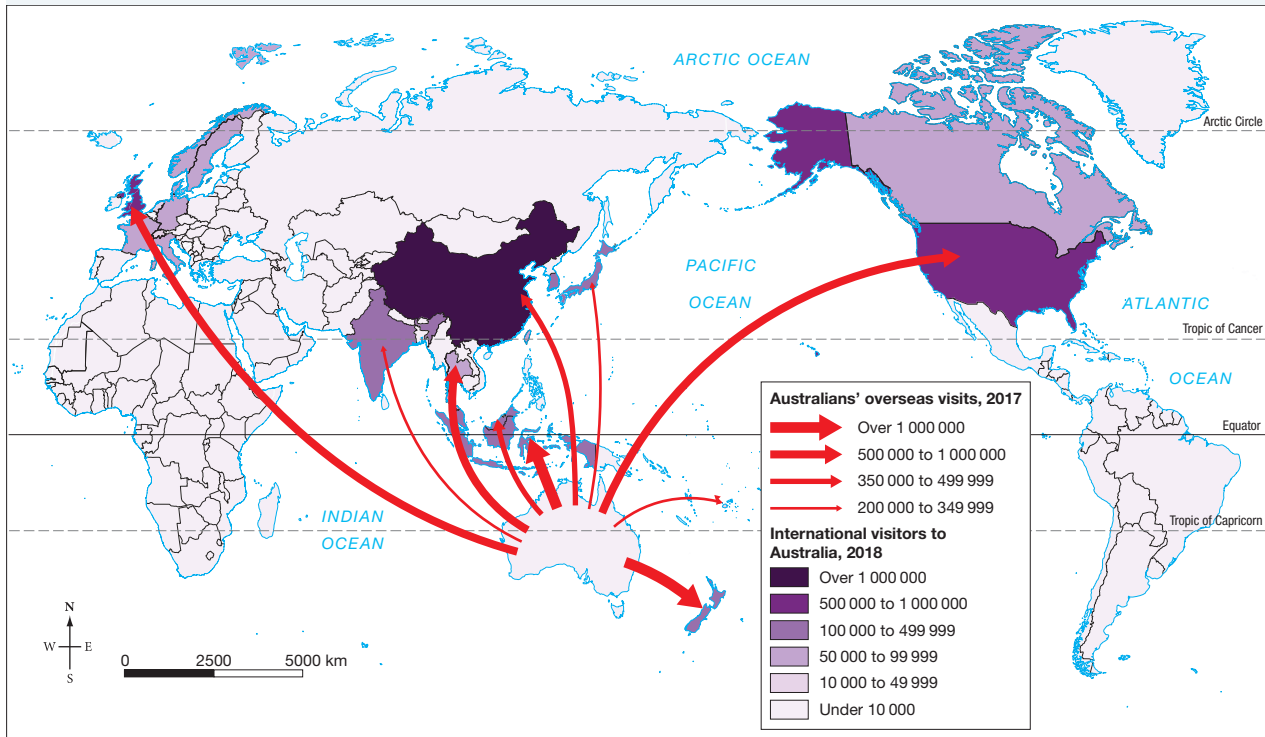 ARCTIC OCEAN
Arctic Circle
PACIFIC
OCEAN
ATLANTIC
Tropic of Cancer
OCEAN
Equator
INDIAN
OCEAN
Tropic of Capricorn
Australians' overseas visits, 2017
Over 1 000 000
500 000 to 1 000 000
350 000 to 499 999
200 000 to 349 999
International visitors to
Australia, 2018
Over 1 000 000
500 000 to 1 000 000
100 000 to 499 999
50 000 to 99 999
10 000 to 49 999
Under 10 000
N
W E
S
0 2500 5000 km